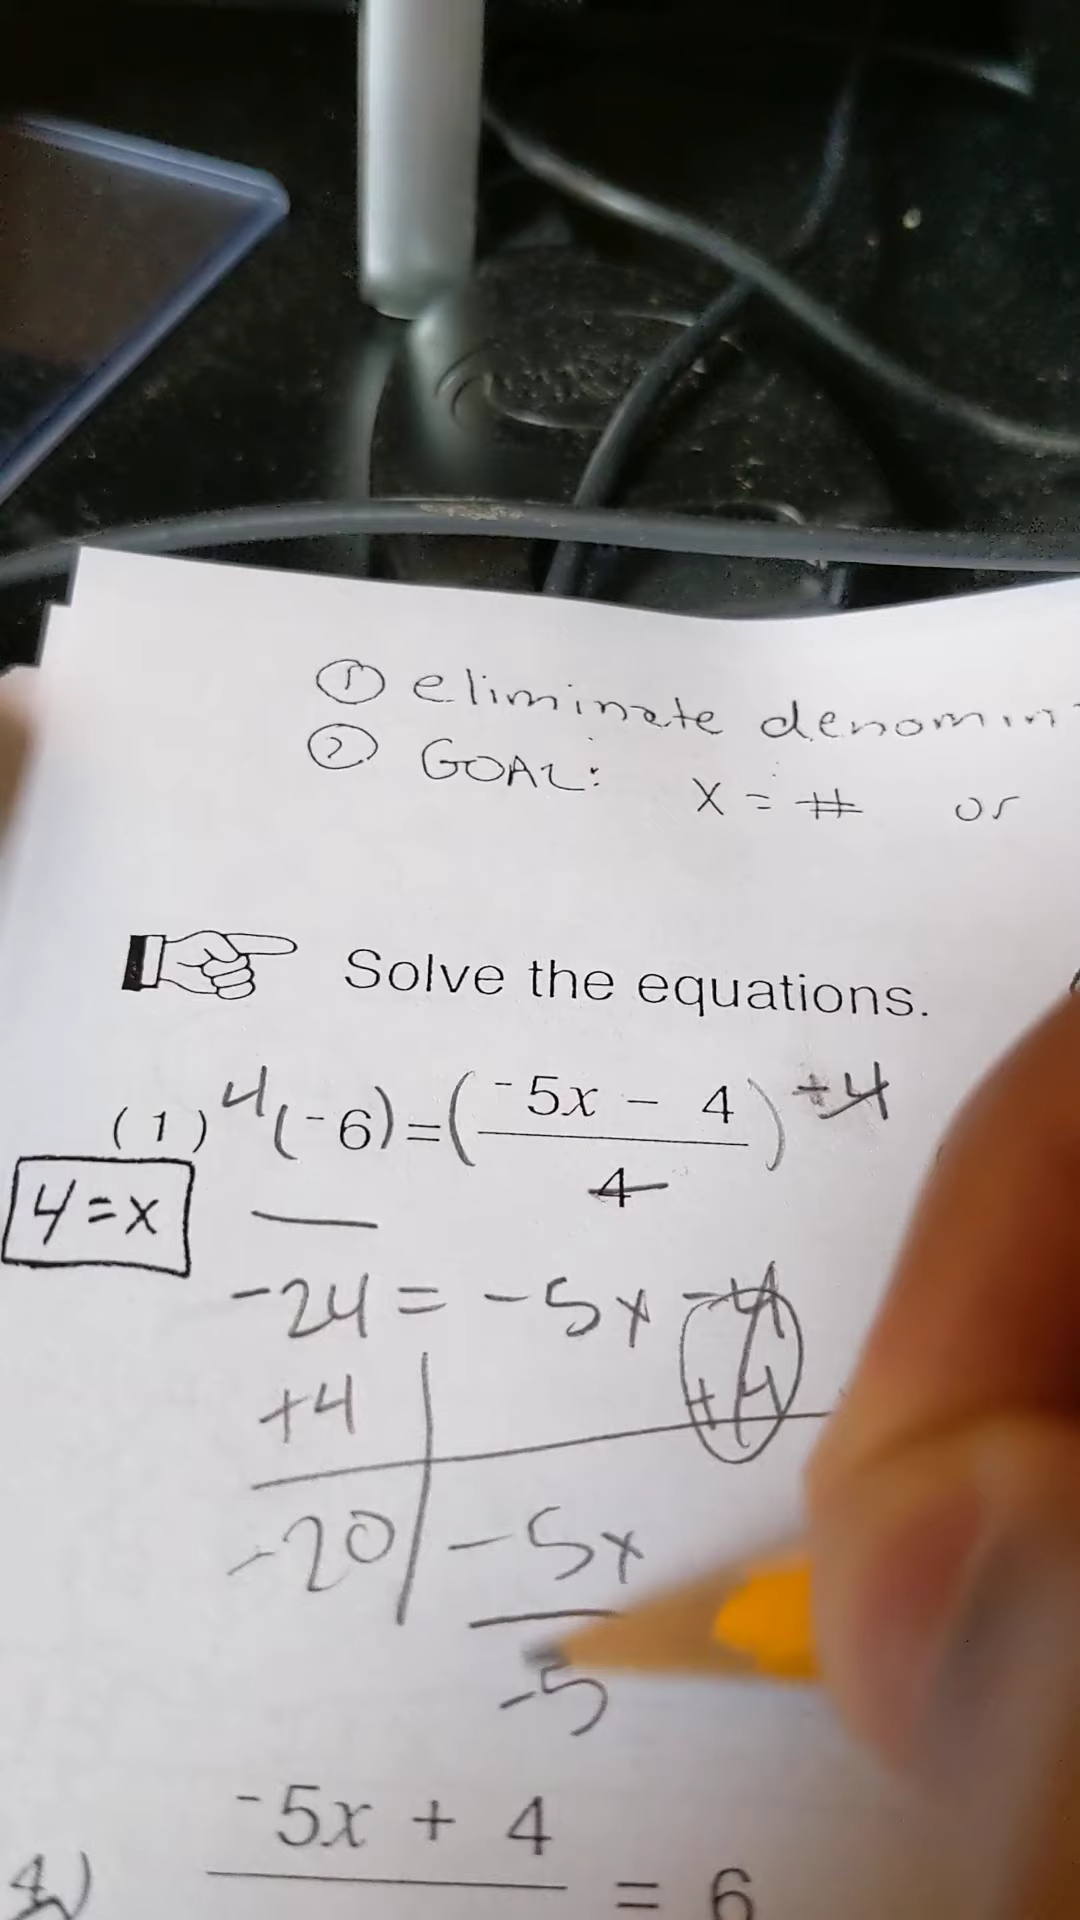 ① eliminate denomin
② GOAL: X = # or
Solve the equations.
(1) 4(-6) = (-5x - 4 / 4) ÷4
4 = x
-24 = -5x -4
+4 +4
-20 -5x
-5
-5x + 4
4) = 6